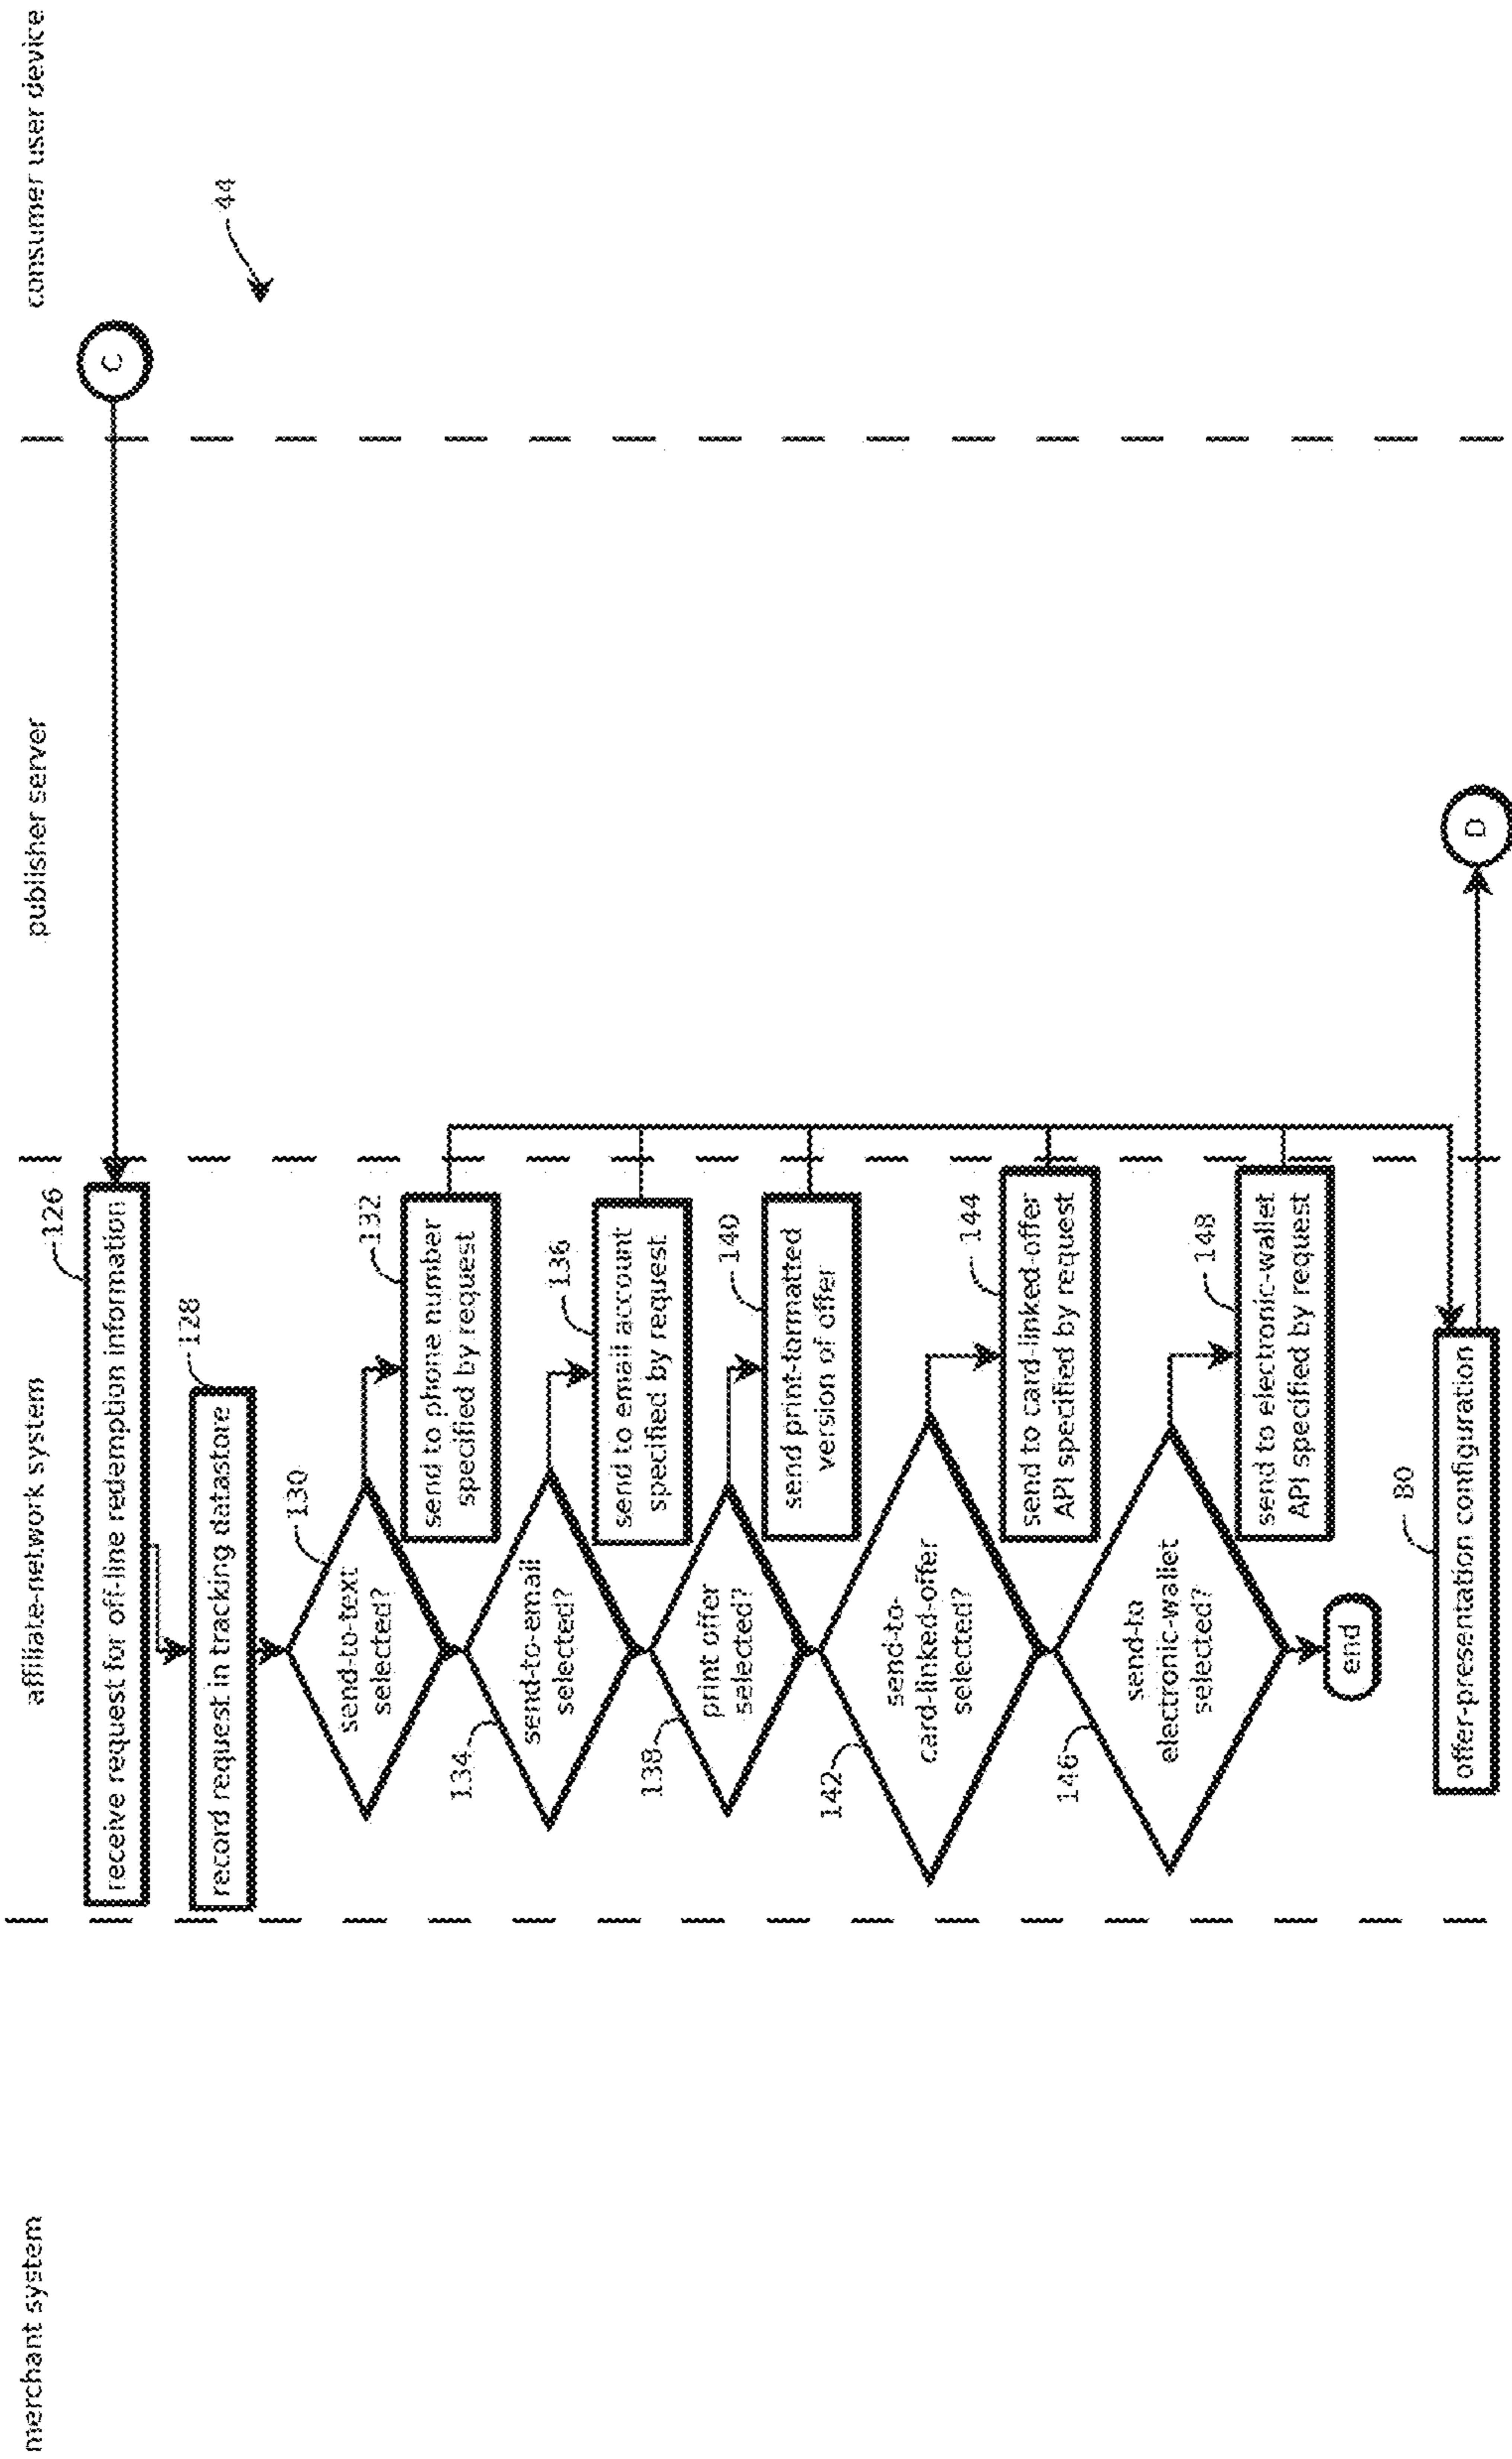 merchant system
affiliate-network system
publisher server
consumer user device
44
C
126
receive request for off-line redemption information
128
record request in tracking datastore
130
send-to-text
selected?
132
send to phone number
specified by request
134
send-to-email
selected?
136
send to email account
specified by request
138
print offer
selected?
140
send print-formatted
version of offer
142
send-to-
card-linked-offer
selected?
144
send to card-linked-offer
API specified by request
146
send-to
electronic-wallet
selected?
148
send to electronic-wallet
API specified by request
end
80
offer-presentation configuration
D